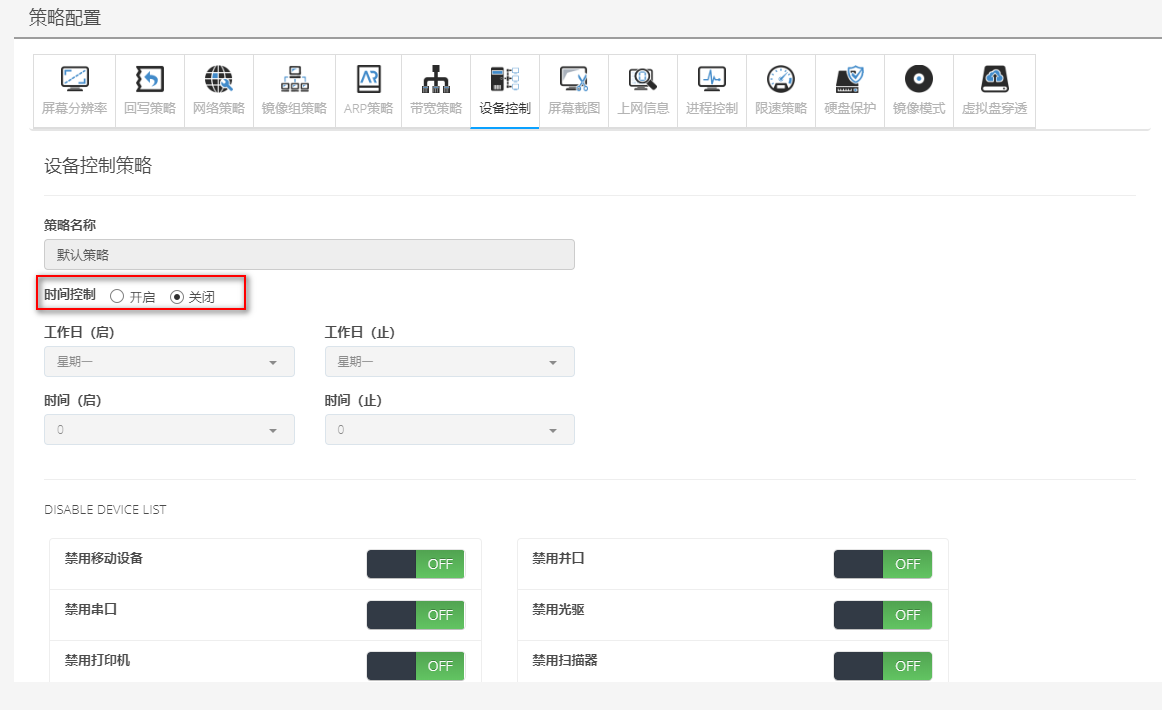 策略配置
屏幕分辨率 回写策略 网络策略 镜像组策略 ARP策略 带宽策略 设备控制 屏幕截图 上网信息 进程控制 限速策略 硬盘保护 镜像模式 虚拟盘穿透
设备控制策略
策略名称
默认策略
时间控制 开启 关闭
工作日（启） 工作日（止）
星期一 星期一
时间（启） 时间（止）
0 0
DISABLE DEVICE LIST
禁用移动设备 OFF 禁用井口 OFF
禁用串口 OFF 禁用光驱 OFF
禁用打印机 OFF 禁用扫描器 OFF